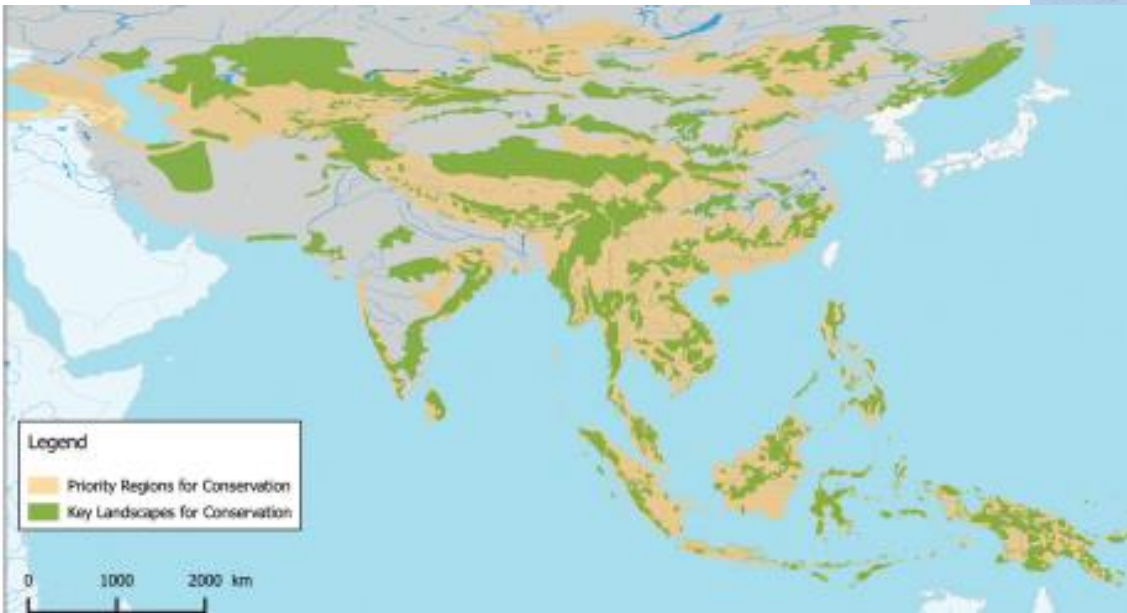 Legend
Priority Regions for Conservation
Key Landscapes for Conservation
0 1000 2000 km